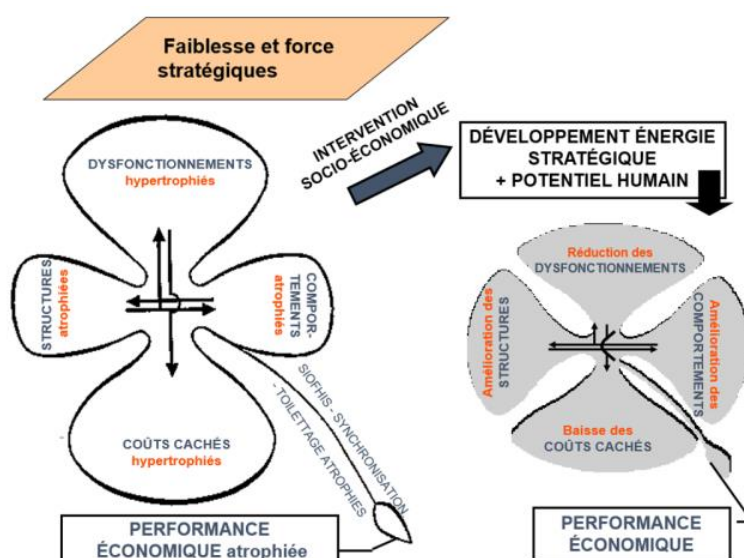 Faiblesse et force
stratégiques
DYSFONCTIONNEMENTS
hypertrophiés
STRUCTURES
atrophiées
COMPOR-
TEMENTS
atrophiés
COÛTS CACHÉS
hypertrophiés
SIOFHIS - SYNCHRONISATION
- TOILETTAGE ATROPHIES
PERFORMANCE
ÉCONOMIQUE atrophiée
INTERVENTION
SOCIO-ÉCONOMIQUE
DÉVELOPPEMENT ÉNERGIE
STRATÉGIQUE
+ POTENTIEL HUMAIN
Réduction des
DYSFONCTIONNEMENTS
Amélioration des
STRUCTURES
Amélioration des
COMPORTEMENTS
Baisse des
COÛTS CACHÉS
PERFORMANCE
ÉCONOMIQUE